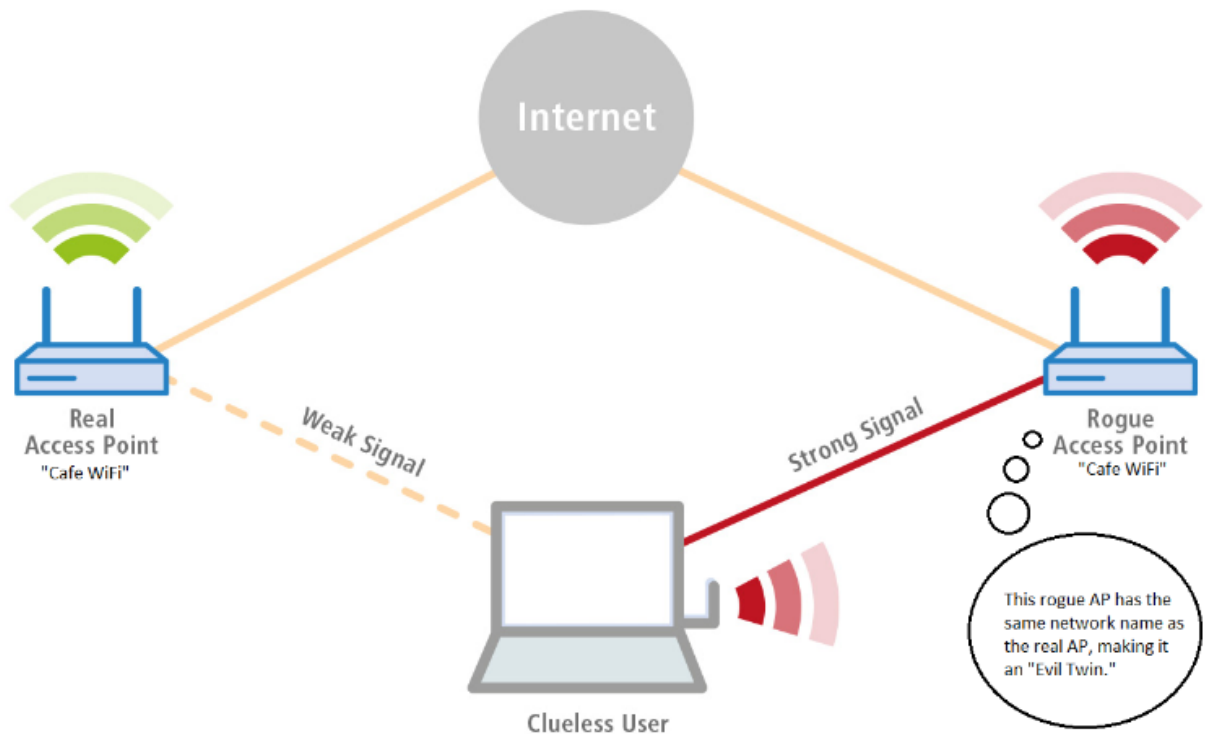 Internet
Real
Access Point
"Cafe WiFi"
Weak Signal
Strong Signal
Rogue
Access Point
"Cafe WiFi"
This rogue AP has the
same network name as
the real AP, making it
an "Evil Twin."
Clueless User